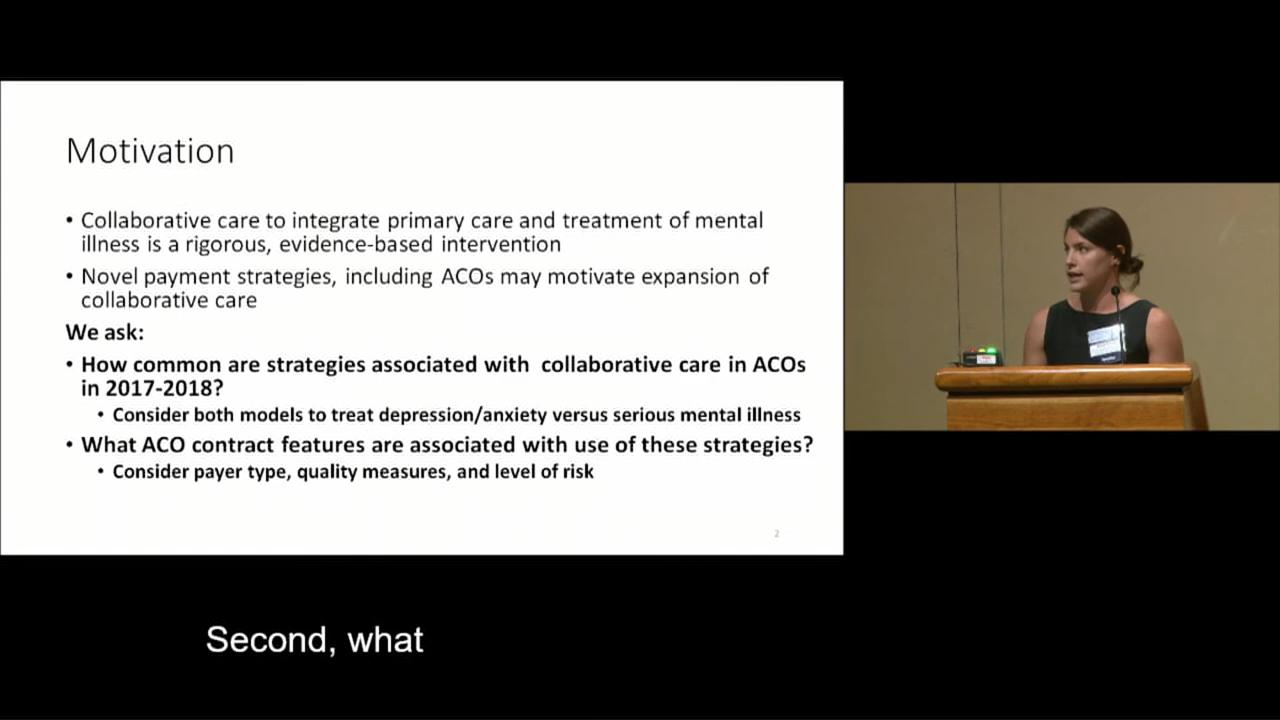 Motivation
• Collaborative care to integrate primary care and treatment of mental
illness is a rigorous, evidence-based intervention
• Novel payment strategies, including ACOs may motivate expansion of
collaborative care
We ask:
• How common are strategies associated with collaborative care in ACOs
in 2017-2018?
• Consider both models to treat depression/anxiety versus serious mental illness
• What ACO contract features are associated with use of these strategies?
• Consider payer type, quality measures, and level of risk
2
Second, what